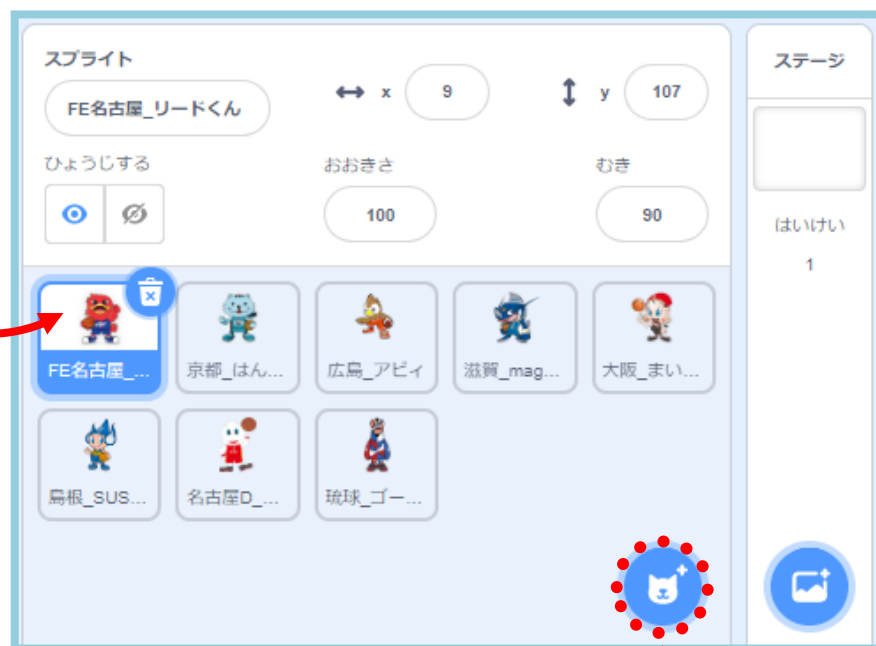 スプライト
FE名古屋_リードくん
x 9
y 107
ひょうじする
おおきさ
100
むき
90
FE名古屋_...
京都_はん...
広島_アビィ
滋賀_mag...
大阪_まい...
島根_SUS...
名古屋D_...
琉球_ゴー...
ステージ
はいけい
1